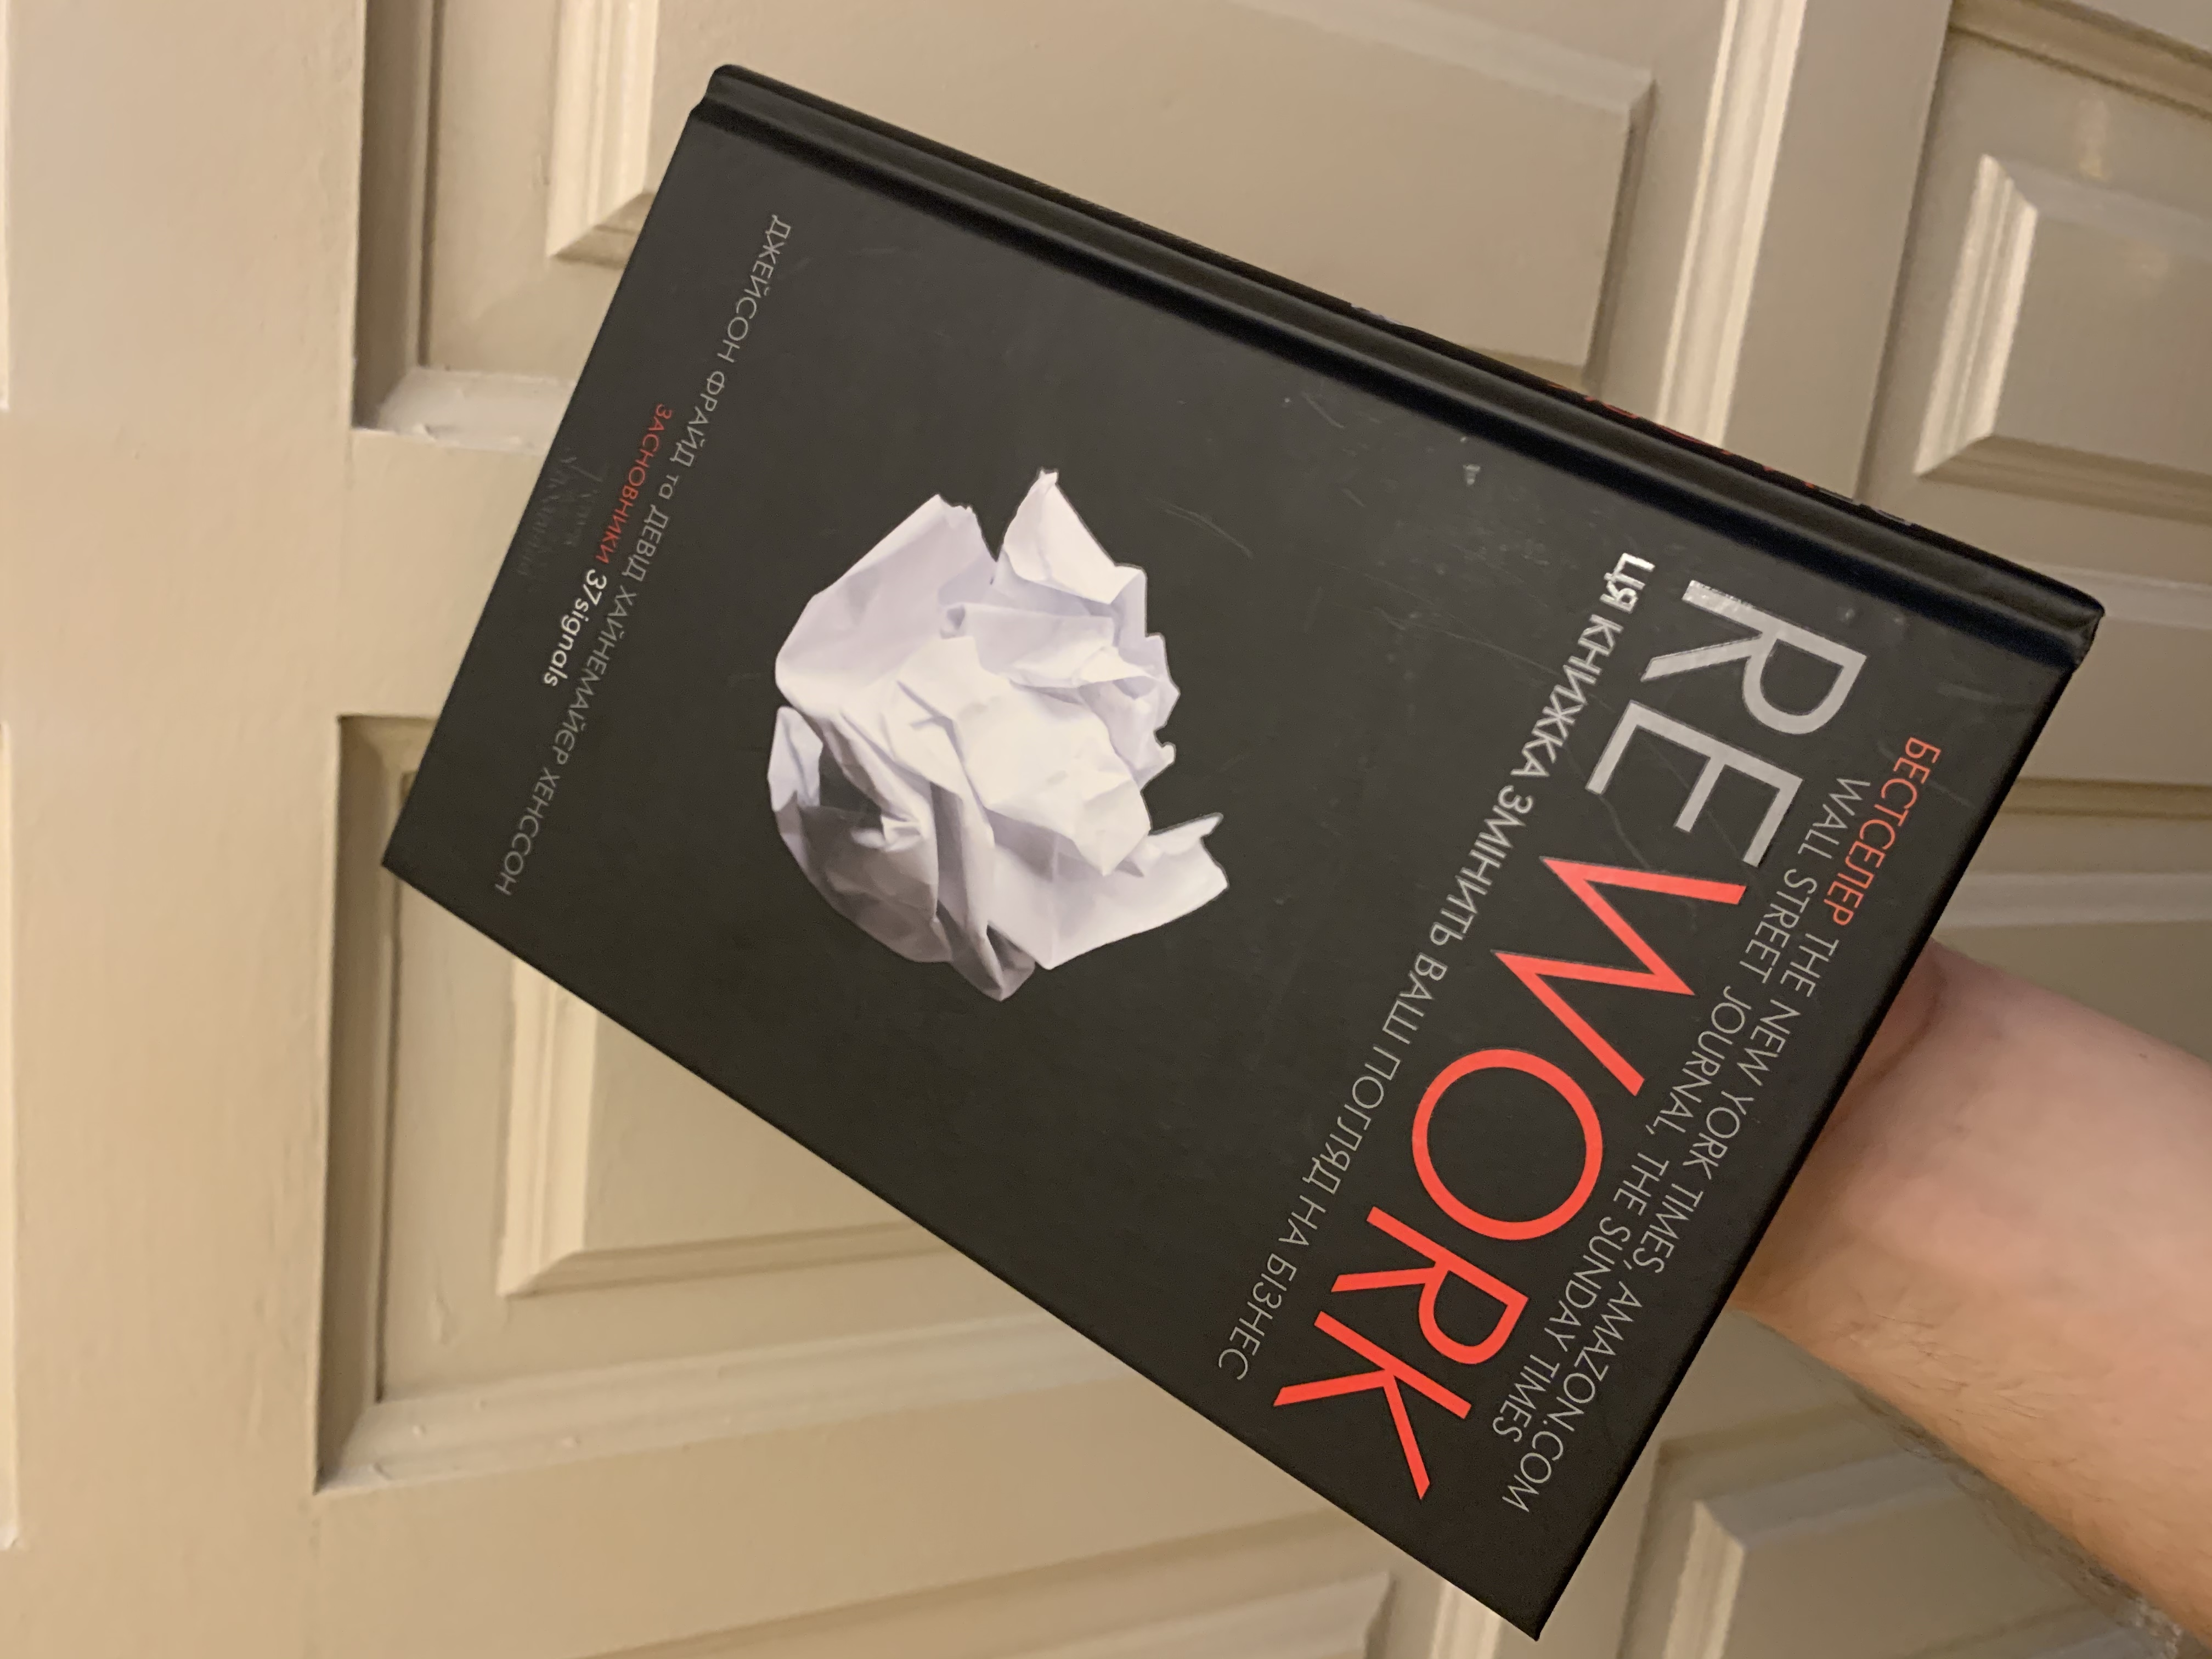 БЕСТСЕЛЕР THE NEW YORK TIMES, AMAZON.COM
WALL STREET JOURNAL, THE SUNDAY TIMES
REWORK
ЦЯ КНИЖКА ЗМІНИТЬ ВАШ ПОГЛЯД НА БІЗНЕС
ДЖЕЙСОН ФРАЙД та ДЕВІД ХАЙНЕМАЙЄР ХЕНССОН
ЗАСНОВНИКИ 37signals